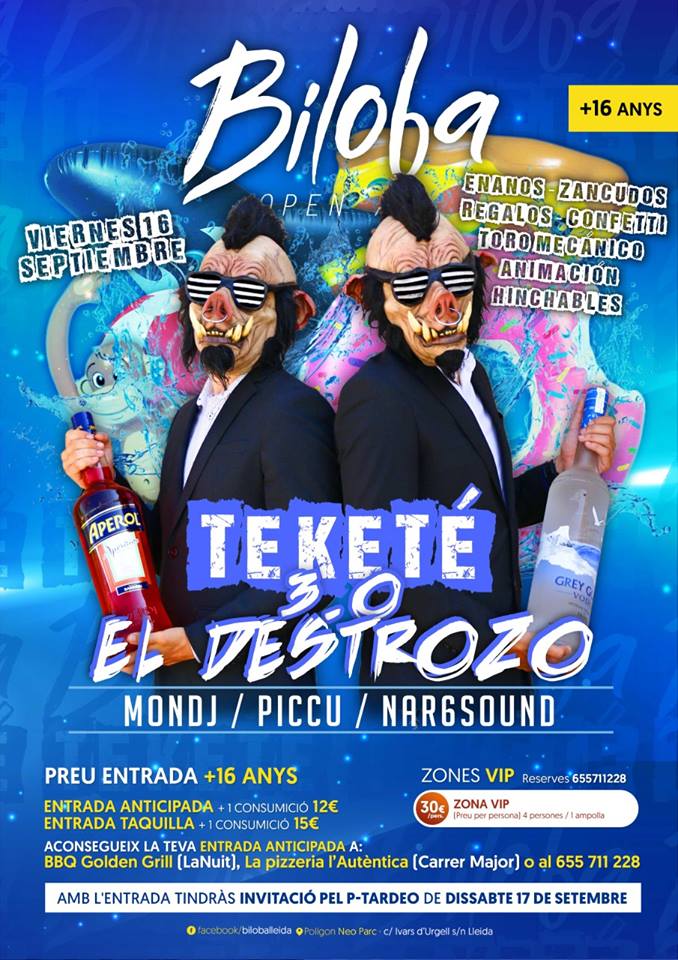 Biloba
OPEN
+16 ANYS
VIERNES 16
SEPTIEMBRE
ENANOS - ZANCUDOS
REGALOS - CONFETTI
TORO MECÁNICO
ANIMACIÓN
HINCHABLES
APEROL
Aperitivo
GREY G
TEKETÉ
3.0
EL DESTROZO
MONDJ / PICCU / NAR6SOUND
PREU ENTRADA +16 ANYS
ENTRADA ANTICIPADA + 1 CONSUMICIÓ 12€
ENTRADA TAQUILLA + 1 CONSUMICIÓ 15€
ZONES VIP Reserves 655711228
30€
/pers.
ZONA VIP
(Preu per persona) 4 persones / 1 ampolla
ACONSEGUEIX LA TEVA ENTRADA ANTICIPADA A:
BBQ Golden Grill (LaNuit), La pizzeria l'Autèntica (Carrer Major) o al 655 711 228
AMB L'ENTRADA TINDRÀS INVITACIÓ PEL P-TARDEO DE DISSABTE 17 DE SETEMBRE
facebook/biloballeida Polígon Neo Parc · c/ Ivars d'Urgell s/n Lleida